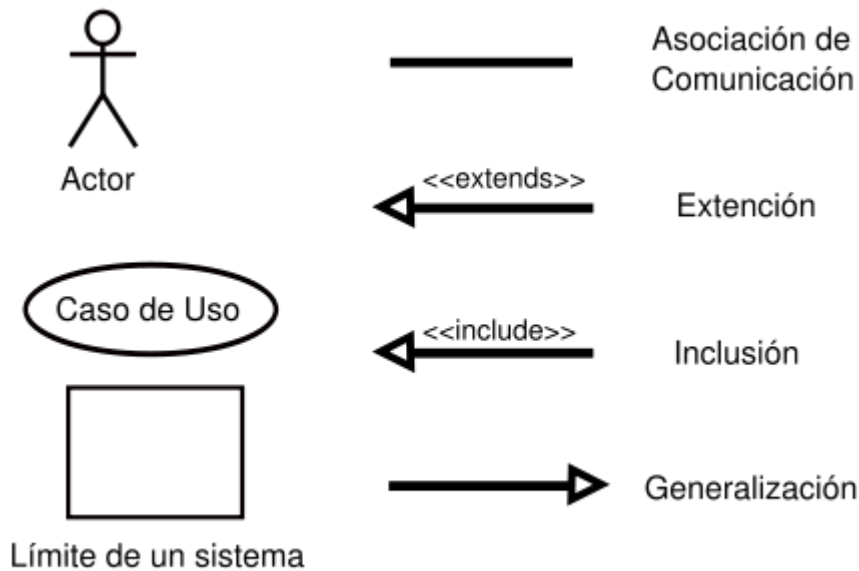 Actor
Caso de Uso
Límite de un sistema
Asociación de
Comunicación
<<extends>>
Extención
<<include>>
Inclusión
Generalización